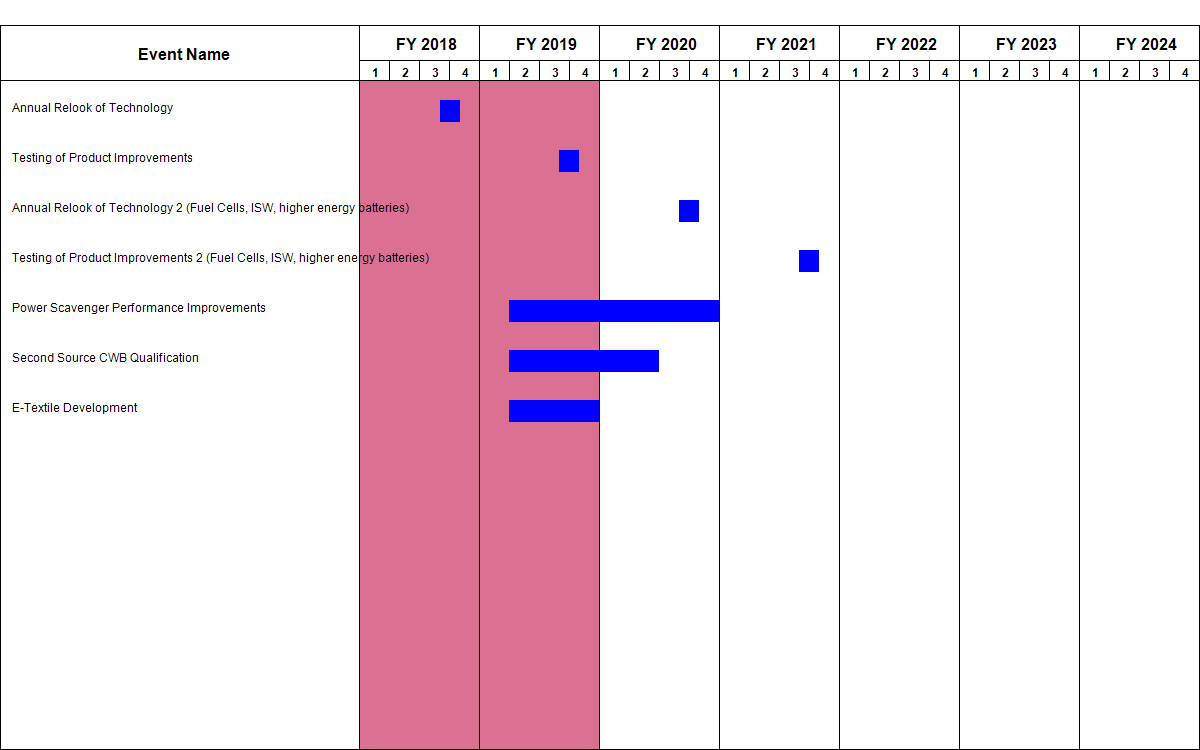 Event Name
FY 2018 FY 2019 FY 2020 FY 2021 FY 2022 FY 2023 FY 2024
1 2 3 4 1 2 3 4 1 2 3 4 1 2 3 4 1 2 3 4 1 2 3 4 1 2 3 4
Annual Relook of Technology
Testing of Product Improvements
Annual Relook of Technology 2 (Fuel Cells, ISW, higher energy batteries)
Testing of Product Improvements 2 (Fuel Cells, ISW, higher energy batteries)
Power Scavenger Performance Improvements
Second Source CWB Qualification
E-Textile Development